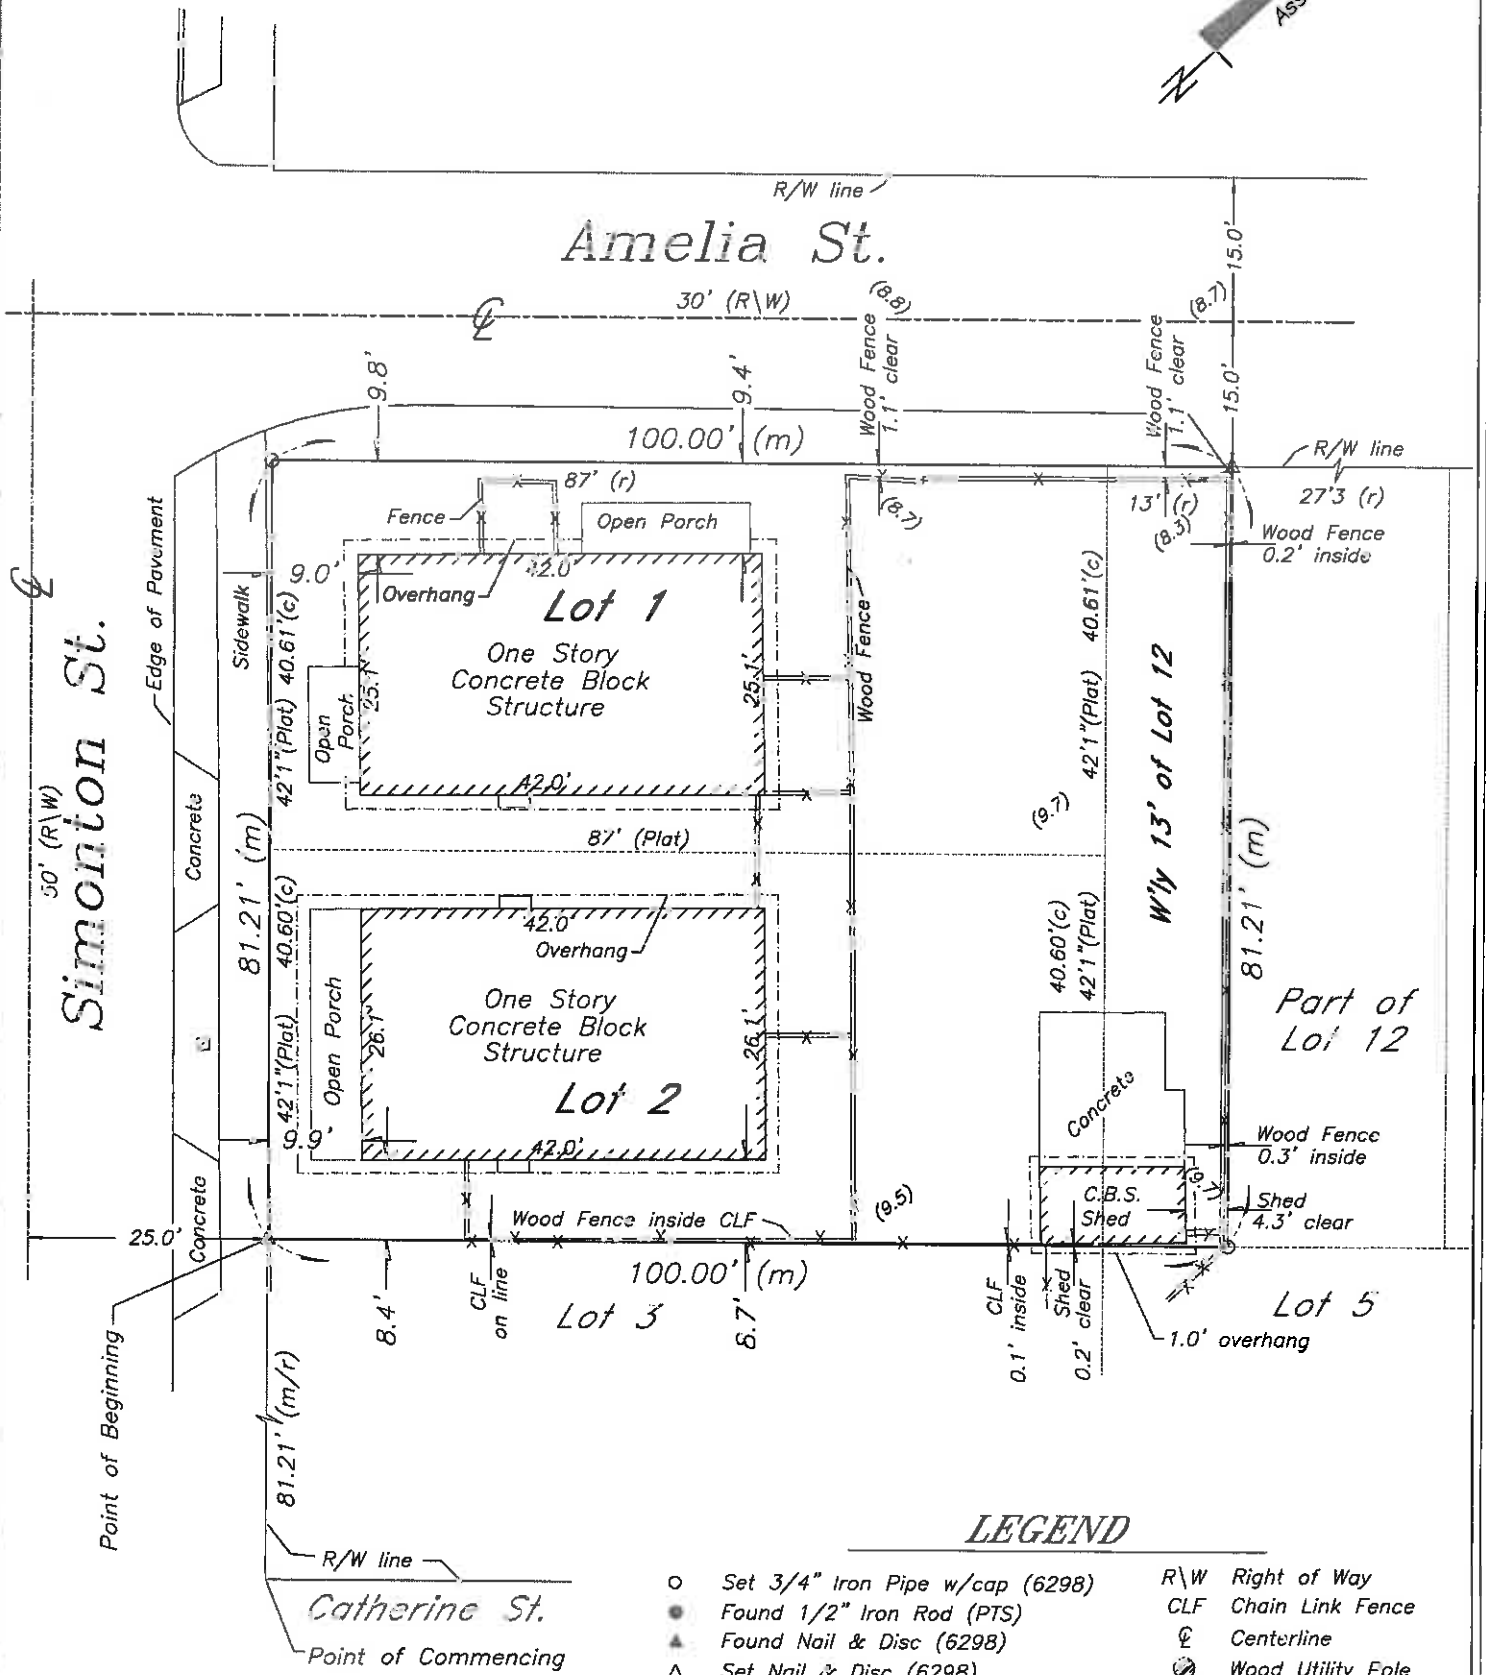 Ass
N
R/W line
Amelia St.
30' (R\W)
(8.8)
(8.7)
15.0'
15.0'
9.8'
9.4'
Wood Fence
1.1' clear
Wood Fence
1.1' clear
100.00' (m)
R/W line
27'3 (r)
87' (r)
13' (r)
(8.7)
(8.3)
Fence
Open Porch
Wood Fence
0.2' inside
Edge of Pavement
Sidewalk
9.0'
Overhang
42.0'
Lot 1
One Story
Concrete Block
Structure
25.1'
25.1'
Open
Porch
42.0'
Wood Fence
42'1"(Plat) 40.61'(c)
42'1"(Plat) 40.61'(c)
W'ly 13' of Lot 12
Simonton St.
50' (R\W)
Concrete
81.21' (m)
87' (Plat)
(9.7)
81.21' (m)
42'1"(Plat) 40.60'(c)
40.60'(c)
42'1"(Plat)
42.0'
Overhang
One Story
Concrete Block
Structure
Lot 2
Open Porch
26.1'
26.1'
42.0'
9.9'
Part of
Lot 12
Concrete
Wood Fence
0.3' inside
C.B.S.
Shed
(9.7)
Shed
4.3' clear
(9.5)
Wood Fence inside CLF
25.0'
Concrete
100.00' (m)
8.4'
CLF
on line
Lot 3
8.7'
CLF
0.1' inside
Shed
0.2' clear
1.0' overhang
Lot 5
Point of Beginning
81.21' (m/r)
R/W line
Catherine St.
Point of Commencing
LEGEND
Set 3/4" Iron Pipe w/cap (6298)
Found 1/2" Iron Rod (PTS)
Found Nail & Disc (6298)
Set Nail & Disc (6298)
R\W Right of Way
CLF Chain Link Fence
℄ Centerline
Wood Utility Pole